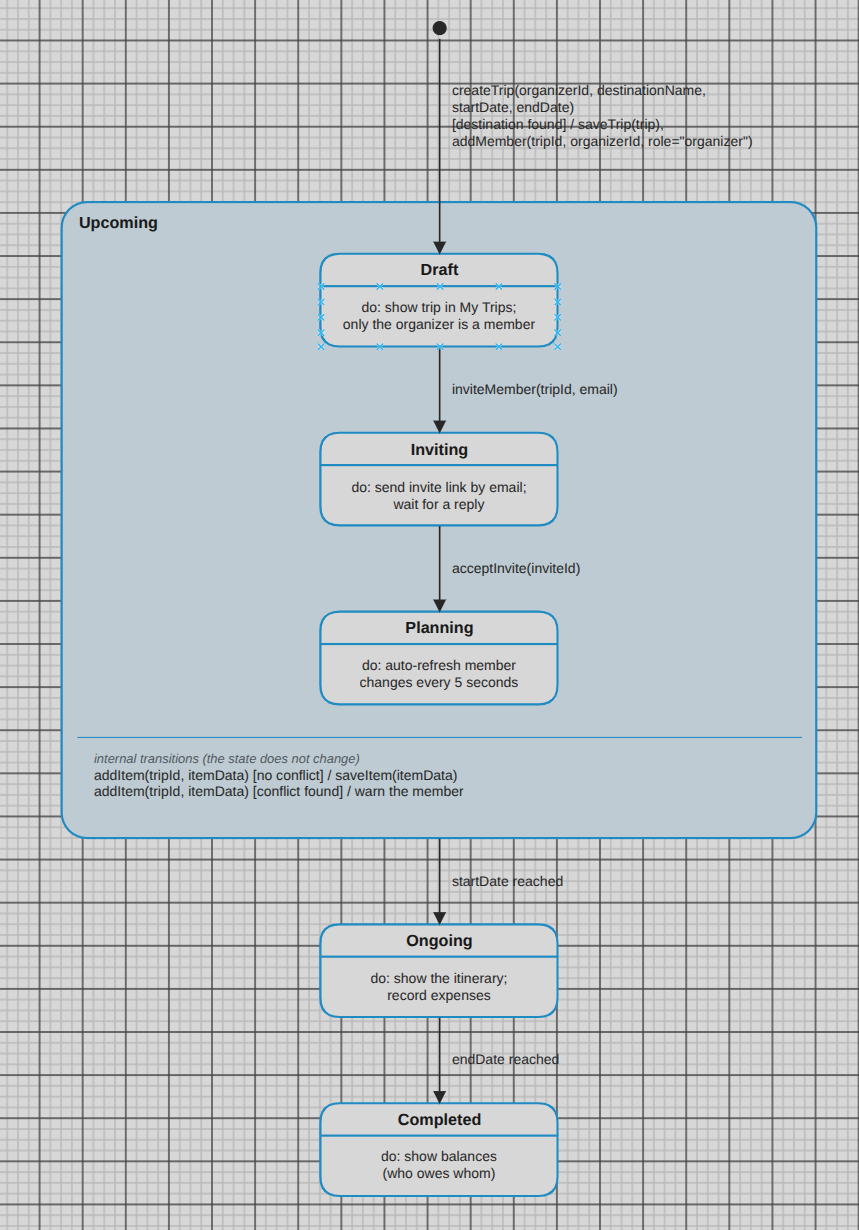 createTrip(organizerId, destinationName,
startDate, endDate)
[destination found] / saveTrip(trip),
addMember(tripId, organizerId, role="organizer")
Upcoming
Draft
do: show trip in My Trips;
only the organizer is a member
inviteMember(tripId, email)
Inviting
do: send invite link by email;
wait for a reply
acceptInvite(inviteId)
Planning
do: auto-refresh member
changes every 5 seconds
internal transitions (the state does not change)
addItem(tripId, itemData) [no conflict] / saveItem(itemData)
addItem(tripId, itemData) [conflict found] / warn the member
startDate reached
Ongoing
do: show the itinerary;
record expenses
endDate reached
Completed
do: show balances
(who owes whom)